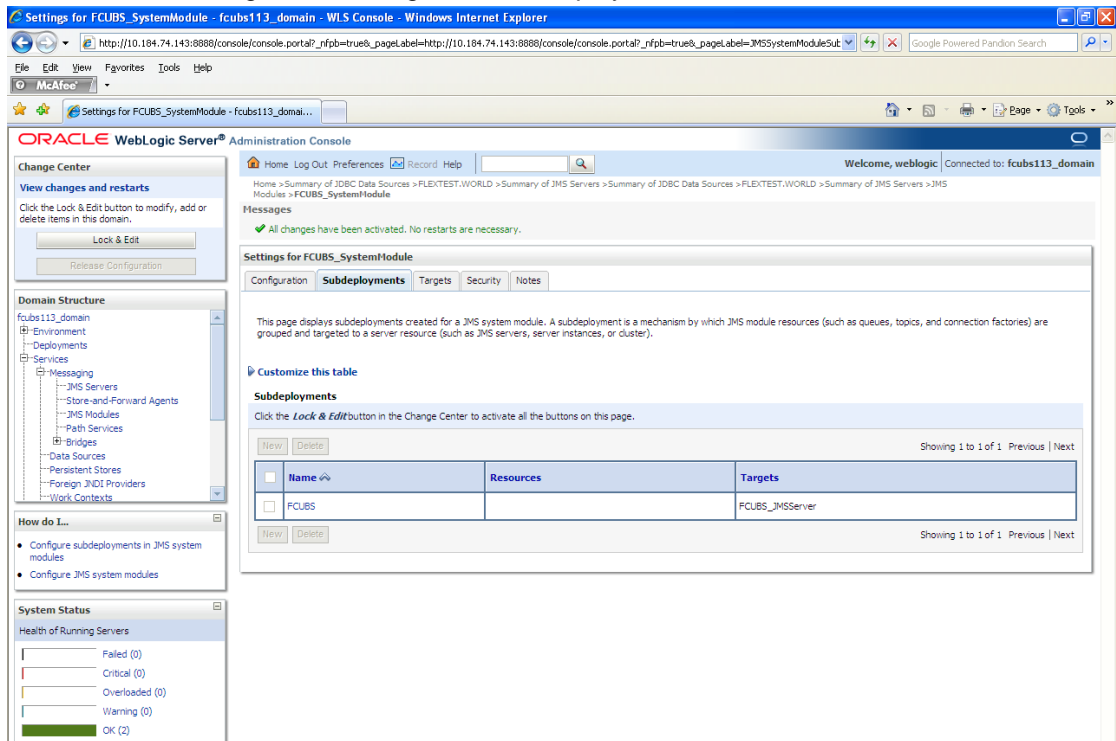 Settings for FCUBS_SystemModule - fcubs113_domain - WLS Console - Windows Internet Explorer
http://10.184.74.143:8888/console/console.portal?_nfpb=true&_pageLabel=http://10.184.74.143:8888/console/console.portal?_nfpb=true&_pageLabel=JMSSystemModuleSub
Google Powered Pandion Search
File Edit View Favorites Tools Help
McAfee
Settings for FCUBS_SystemModule - fcubs113_domai...
Page Tools »
ORACLE WebLogic Server® Administration Console
Change Center
View changes and restarts
Click the Lock & Edit button to modify, add or
delete items in this domain.
Lock & Edit
Release Configuration
Domain Structure
fcubs113_domain
Environment
Deployments
Services
Messaging
JMS Servers
Store-and-Forward Agents
JMS Modules
Path Services
Bridges
Data Sources
Persistent Stores
Foreign JNDI Providers
Work Contexts
How do I...
Configure subdeployments in JMS system
modules
Configure JMS system modules
System Status
Health of Running Servers
Failed (0)
Critical (0)
Overloaded (0)
Warning (0)
OK (2)
Home Log Out Preferences Record Help
Welcome, weblogic Connected to: fcubs113_domain
Home >Summary of JDBC Data Sources >FLEXTEST.WORLD >Summary of JMS Servers >Summary of JDBC Data Sources >FLEXTEST.WORLD >Summary of JMS Servers >JMS
Modules >FCUBS_SystemModule
Messages
All changes have been activated. No restarts are necessary.
Settings for FCUBS_SystemModule
Configuration Subdeployments Targets Security Notes
This page displays subdeployments created for a JMS system module. A subdeployment is a mechanism by which JMS module resources (such as queues, topics, and connection factories) are
grouped and targeted to a server resource (such as JMS servers, server instances, or cluster).
Customize this table
Subdeployments
Click the Lock & Edit button in the Change Center to activate all the buttons on this page.
New Delete
Showing 1 to 1 of 1 Previous | Next
Name Resources Targets
FCUBS FCUBS_JMSServer
New Delete
Showing 1 to 1 of 1 Previous | Next